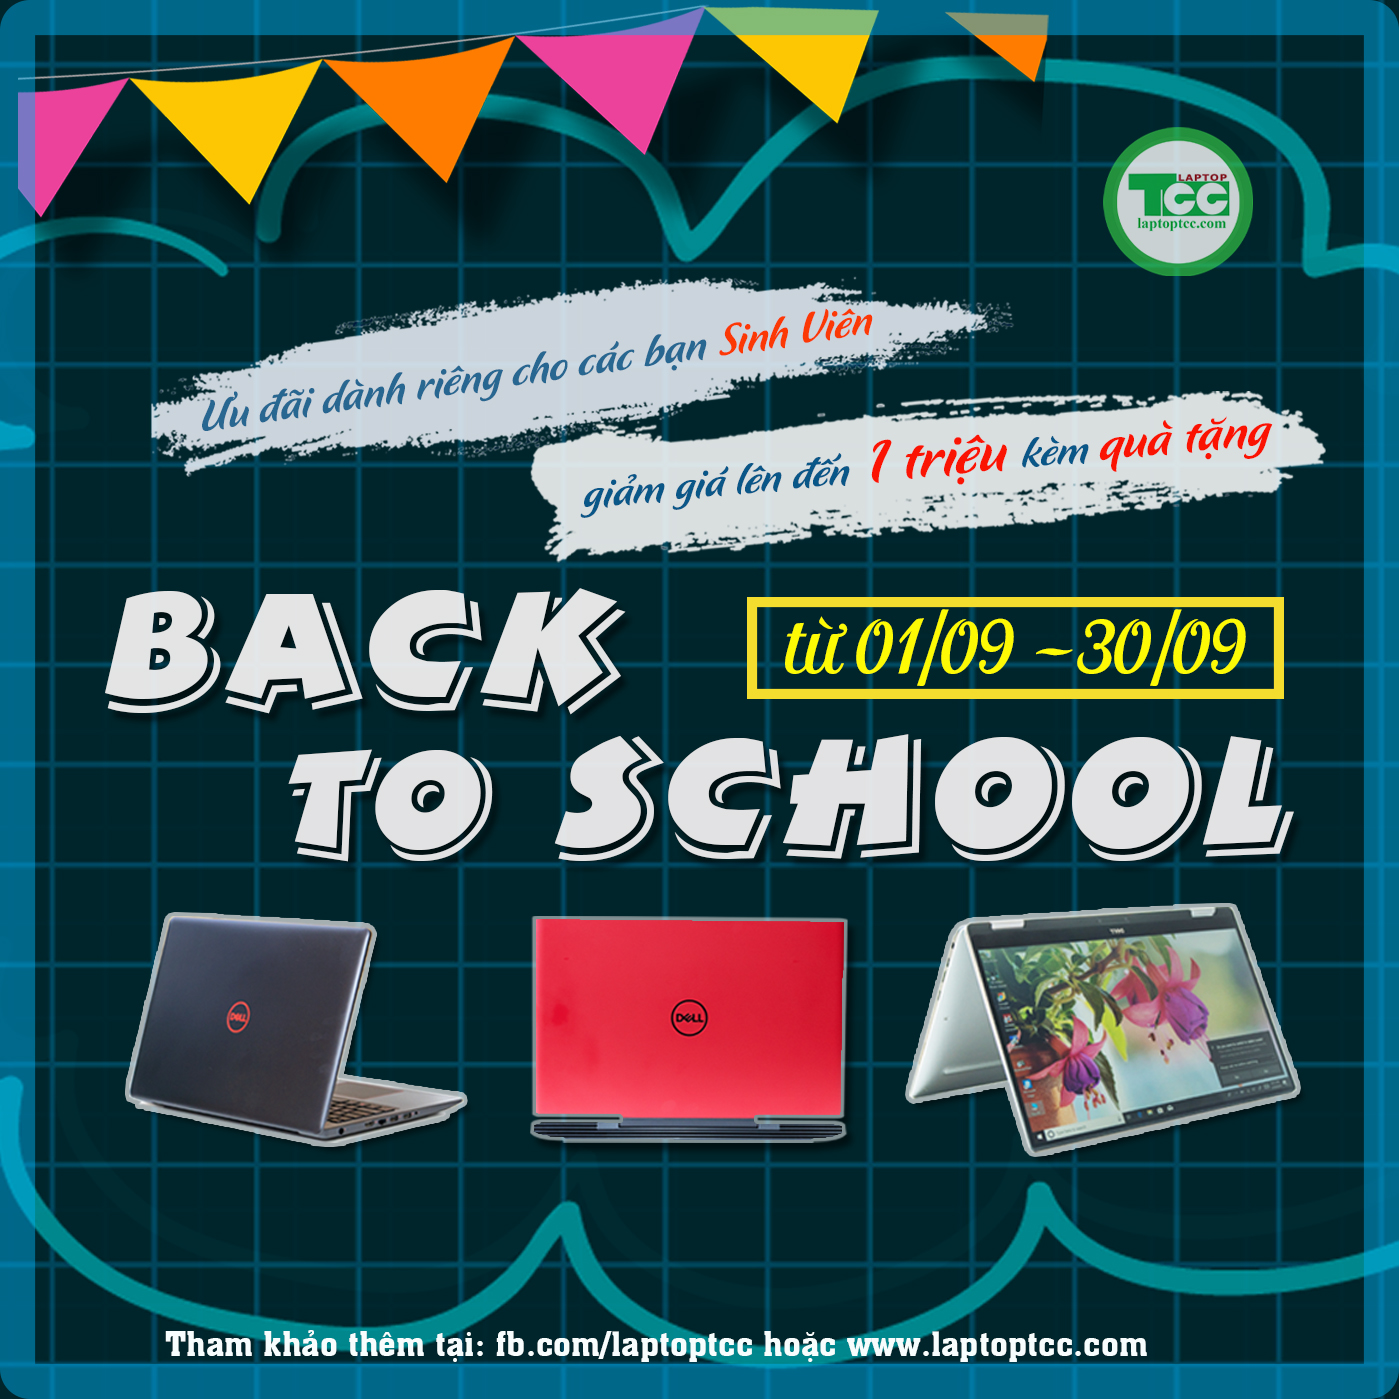 LAPTOP
TCC
laptoptcc.com
Ưu đãi dành riêng cho các bạn Sinh Viên
giảm giá lên đến 1 triệu kèm quà tặng
BACK
từ 01/09 – 30/09
TO SCHOOL
DELL
DELL
Tham khảo thêm tại: fb.com/laptoptcc hoặc www.laptoptcc.com